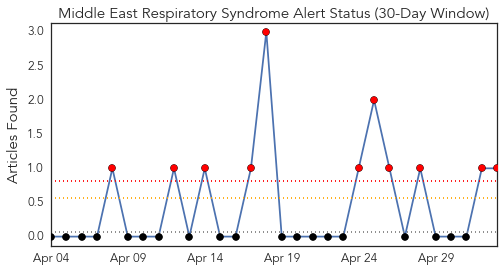 Middle East Respiratory Syndrome Alert Status (30-Day Window)
Articles Found
3.0
2.5
2.0
1.5
1.0
0.5
0.0
Apr 04 Apr 09 Apr 14 Apr 19 Apr 24 Apr 29